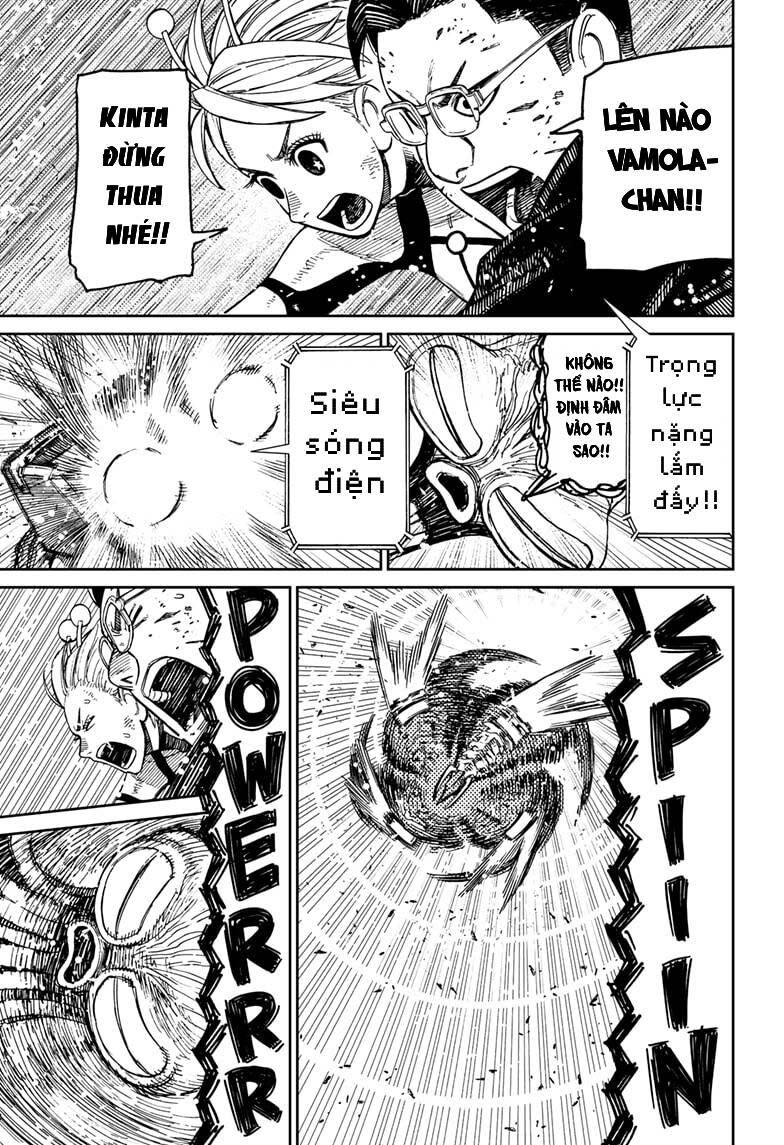 LÊN NÀO
VAMOLA-
CHAN!!
KINTA
ĐỪNG
THUA
NHÉ!!
Trọng
lực
nặng
lắm
đấy!!
KHÔNG
THỂ NÀO!!
ĐỊNH ĐÂM
VÀO TA
SAO!!
Siêu
sóng
điện
SPIIIN
POWERRR